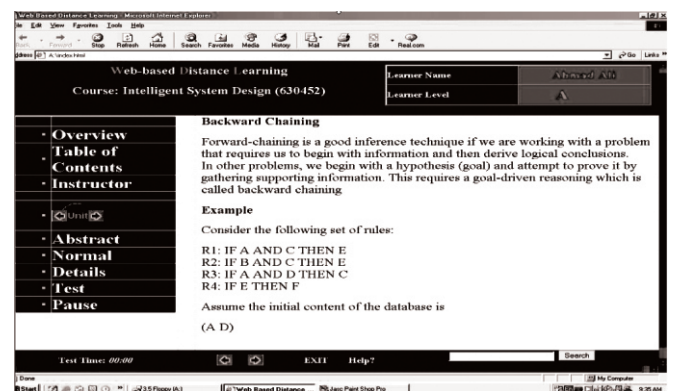 Web Based Distance Learning - Microsoft Internet Explorer
File Edit View Favorites Tools Help
Stop Refresh Home Search Favorites Media History Mail Print Edit Real.com
Go Links
Web-based Distance Learning
Course: Intelligent System Design (630452)
Learner Name Ahmed Ali
Learner Level A
Overview
Table of
Contents
Instructor
Unit
Abstract
Normal
Details
Test
Pause
Backward Chaining
Forward-chaining is a good inference technique if we are working with a problem
that requires us to begin with information and then derive logical conclusions.
In other problems, we begin with a hypothesis (goal) and attempt to prove it by
gathering supporting information. This requires a goal-driven reasoning which is
called backward chaining
Example
Consider the following set of rules:
R1: IF A AND C THEN E
R2: IF B AND C THEN E
R3: IF A AND D THEN C
R4: IF E THEN F
Assume the initial content of the database is
(A D)
Test Time: 00:00 EXIT Help? Search
Done My Computer
Start 3.5 Floppy (A:) Web Based Distance Jasc Paint Shop Pro 9:35 AM